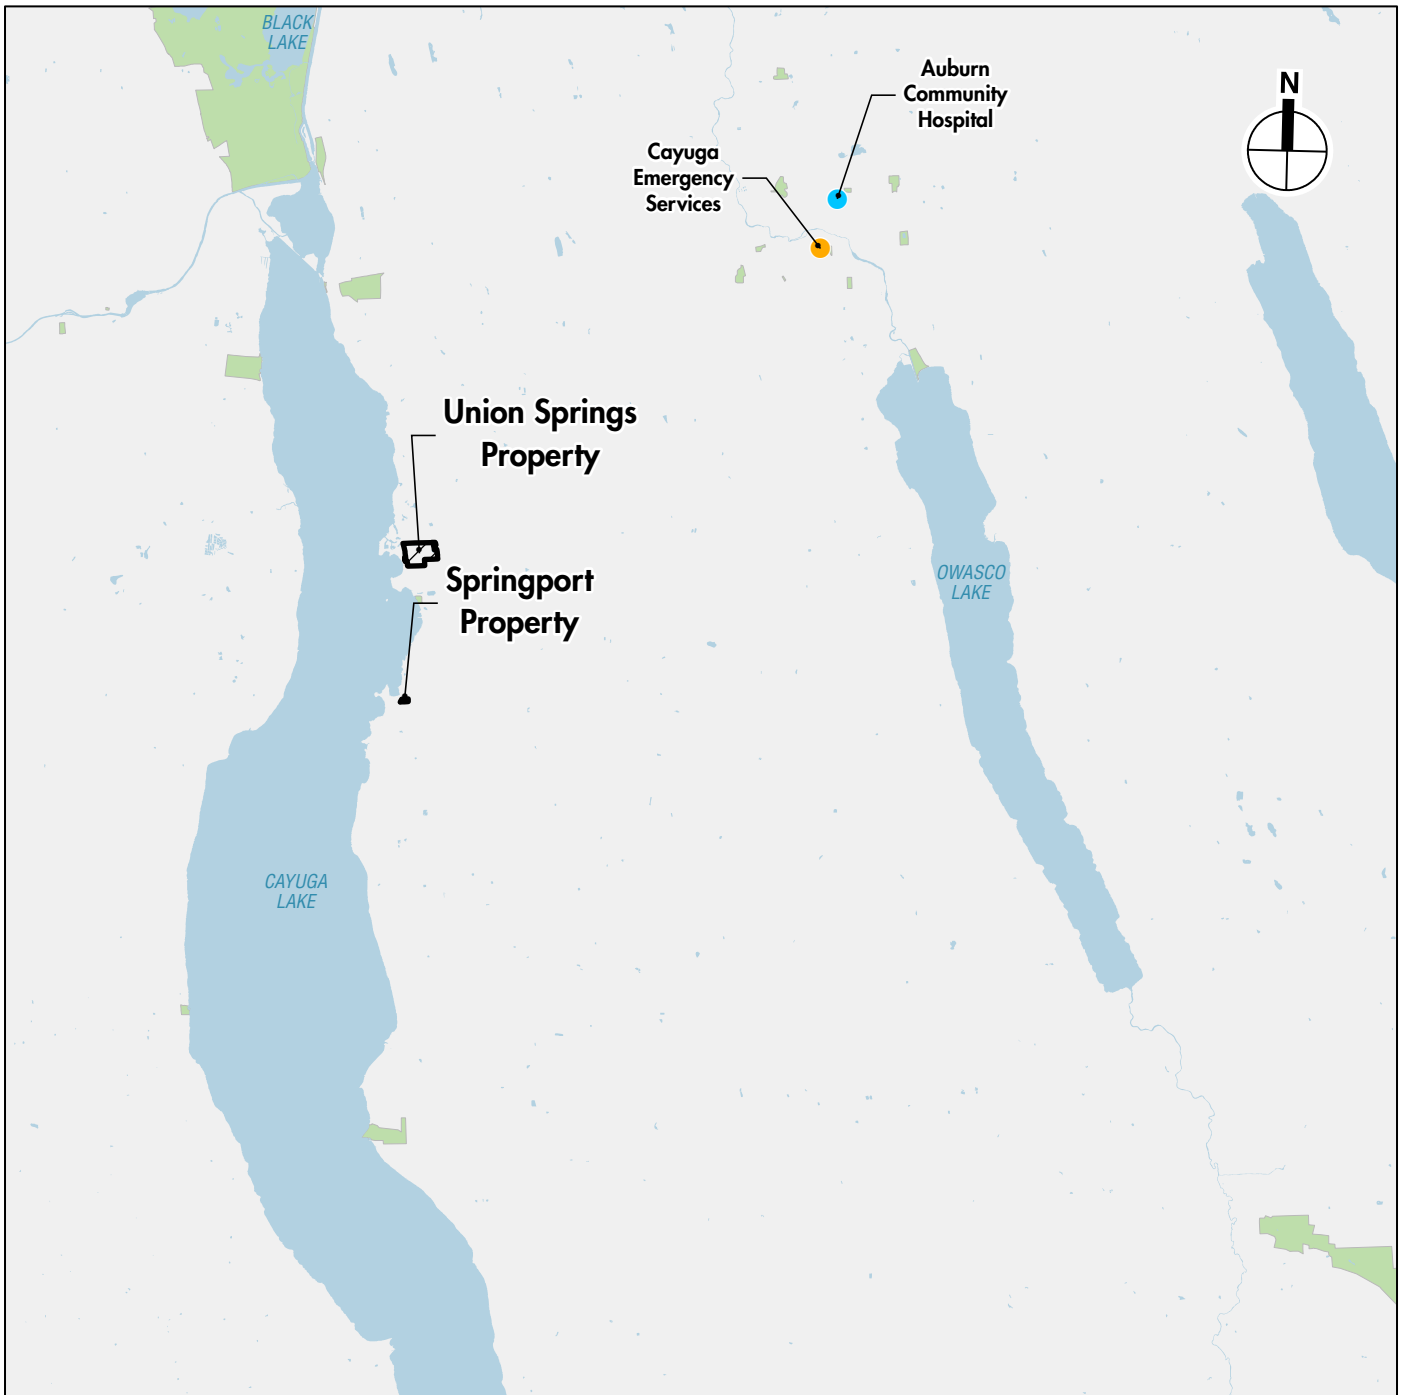 BLACK
LAKE
Auburn
Community
Hospital
N
Cayuga
Emergency
Services
Union Springs
Property
Springport
Property
OWASCO
LAKE
CAYUGA
LAKE